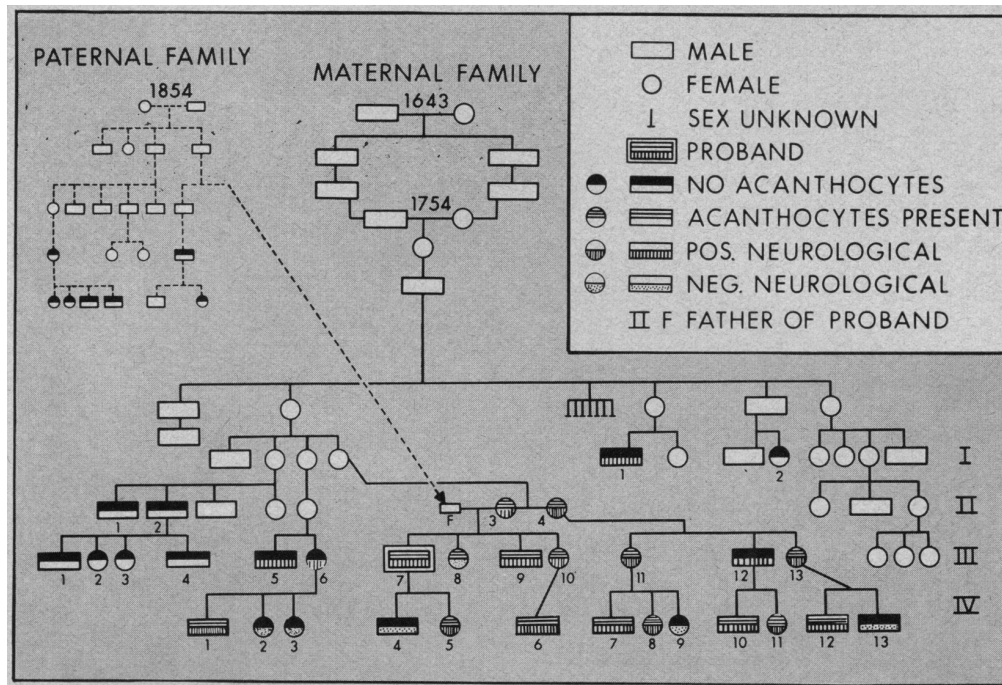 PATERNAL FAMILY
1854
MATERNAL FAMILY
1643
1754
MALE
FEMALE
SEX UNKNOWN
PROBAND
NO ACANTHOCYTES
ACANTHOCYTES PRESENT
POS. NEUROLOGICAL
NEG. NEUROLOGICAL
II F FATHER OF PROBAND
1 2 I
1 2 F 3 4 II
1 2 3 4 5 6 7 8 9 10 11 12 13 III
1 2 3 4 5 6 7 8 9 10 11 12 13 IV